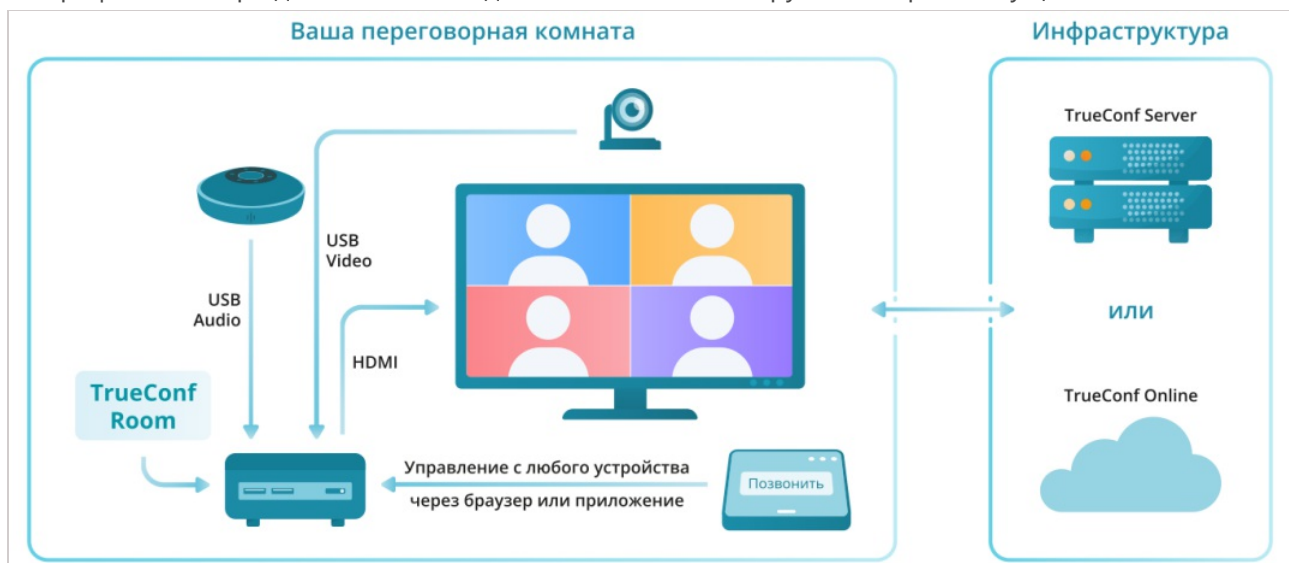 Ваша переговорная комната
Инфраструктура
TrueConf Server
USB
Video
USB
Audio
HDMI
или
TrueConf
Room
TrueConf Online
Управление с любого устройства
через браузер или приложение
Позвонить